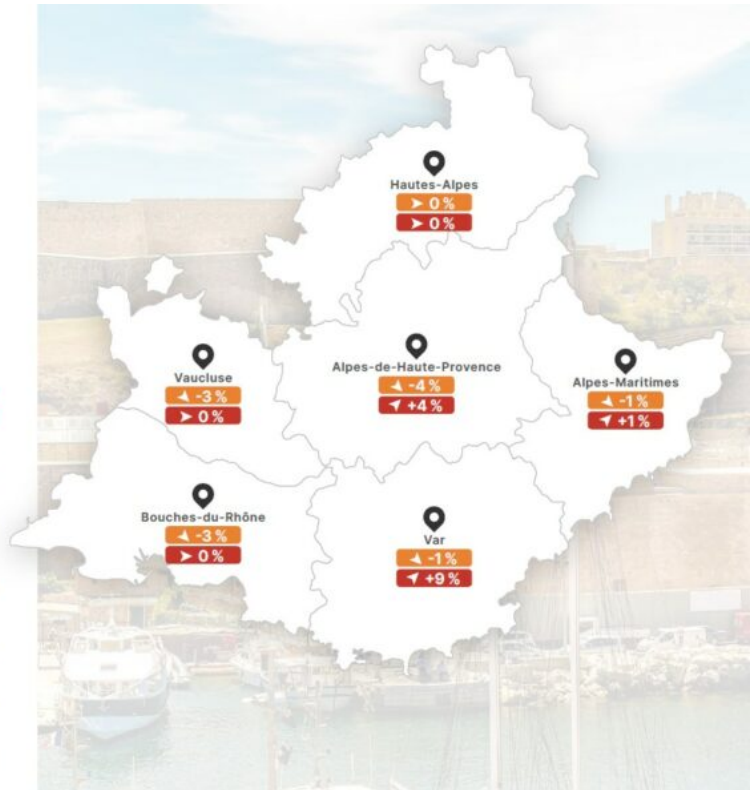 Hautes-Alpes
0 %
0 %
Alpes-de-Haute-Provence
-4 %
+4 %
Vaucluse
-3 %
0 %
Alpes-Maritimes
-1 %
+1 %
Bouches-du-Rhône
-3 %
0 %
Var
-1 %
+9 %